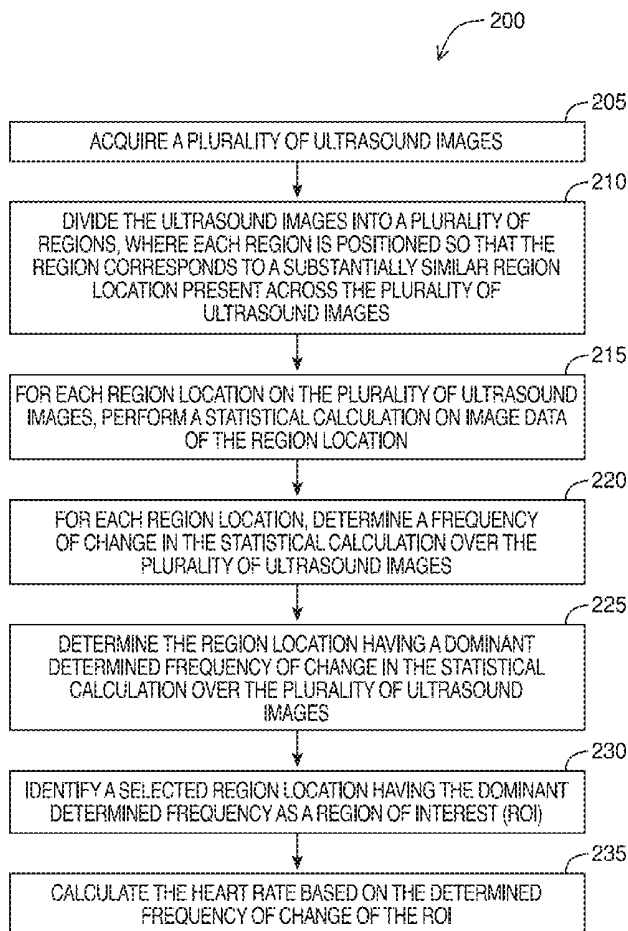 200
205
ACQUIRE A PLURALITY OF ULTRASOUND IMAGES
210
DIVIDE THE ULTRASOUND IMAGES INTO A PLURALITY OF
REGIONS, WHERE EACH REGION IS POSITIONED SO THAT THE
REGION CORRESPONDS TO A SUBSTANTIALLY SIMILAR REGION
LOCATION PRESENT ACROSS THE PLURALITY OF
ULTRASOUND IMAGES
215
FOR EACH REGION LOCATION ON THE PLURALITY OF ULTRASOUND
IMAGES, PERFORM A STATISTICAL CALCULATION ON IMAGE DATA
OF THE REGION LOCATION
220
FOR EACH REGION LOCATION, DETERMINE A FREQUENCY
OF CHANGE IN THE STATISTICAL CALCULATION OVER THE
PLURALITY OF ULTRASOUND IMAGES
225
DETERMINE THE REGION LOCATION HAVING A DOMINANT
DETERMINED FREQUENCY OF CHANGE IN THE STATISTICAL
CALCULATION OVER THE PLURALITY OF ULTRASOUND
IMAGES
230
IDENTIFY A SELECTED REGION LOCATION HAVING THE DOMINANT
DETERMINED FREQUENCY AS A REGION OF INTEREST (ROI)
235
CALCULATE THE HEART RATE BASED ON THE DETERMINED
FREQUENCY OF CHANGE OF THE ROI